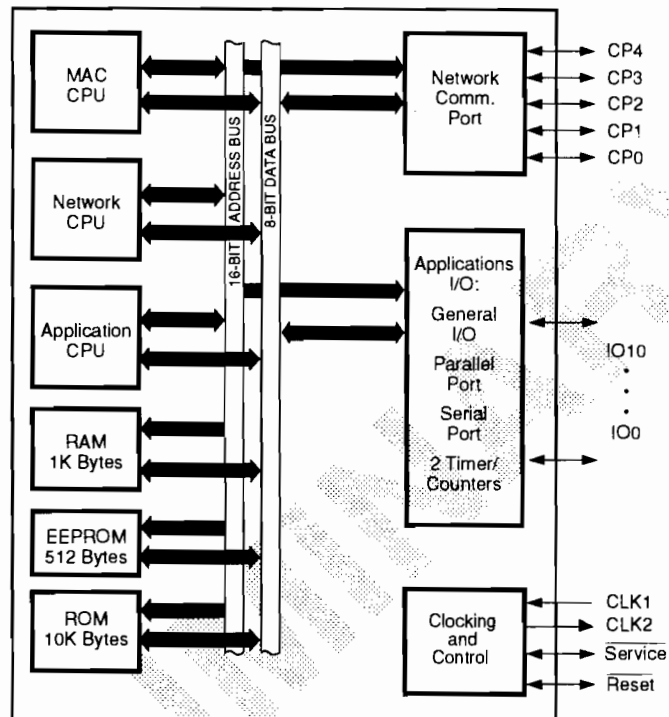 MAC
CPU
Network
CPU
Application
CPU
RAM
1K Bytes
EEPROM
512 Bytes
ROM
10K Bytes
16-BIT ADDRESS BUS
8-BIT DATA BUS
Network
Comm.
Port
CP4
CP3
CP2
CP1
CP0
Applications
I/O:
General
I/O
Parallel
Port
Serial
Port
2 Timer/
Counters
IO10
IO0
Clocking
and
Control
CLK1
CLK2
Service
Reset